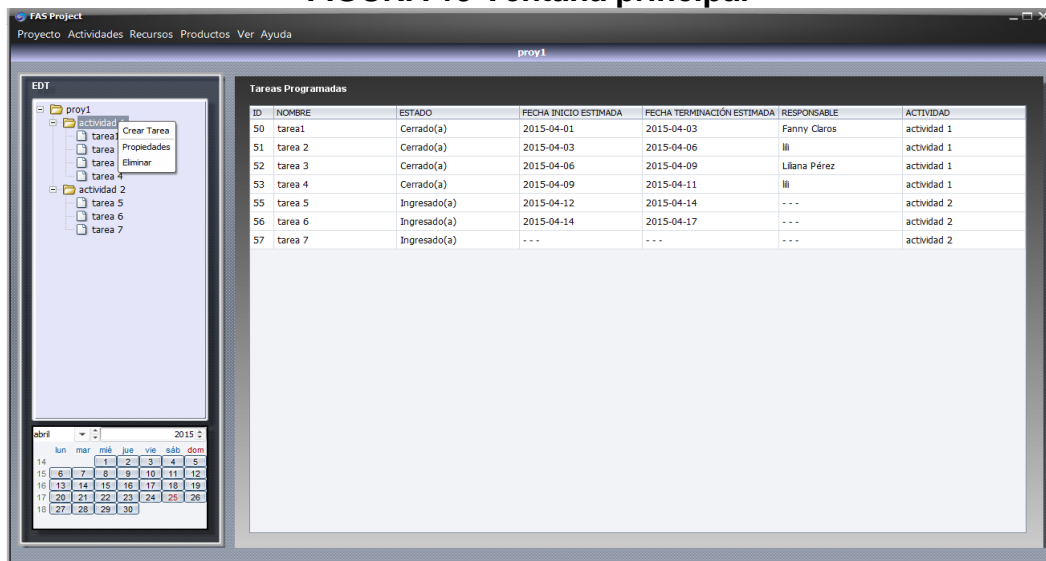 FAS Project
Proyecto Actividades Recursos Productos Ver Ayuda
proy1
EDT
proy1
actividad
tarea1
tarea
tarea
tarea 4
actividad 2
tarea 5
tarea 6
tarea 7
Crear Tarea
Propiedades
Eliminar
abril 2015
lun mar mié jue vie sáb dom
14 1 2 3 4 5
15 6 7 8 9 10 11 12
16 13 14 15 16 17 18 19
17 20 21 22 23 24 25 26
18 27 28 29 30
Tareas Programadas
ID NOMBRE ESTADO FECHA INICIO ESTIMADA FECHA TERMINACIÓN ESTIMADA RESPONSABLE ACTIVIDAD
50 tarea1 Cerrado(a) 2015-04-01 2015-04-03 Fanny Claros actividad 1
51 tarea 2 Cerrado(a) 2015-04-03 2015-04-06 lili actividad 1
52 tarea 3 Cerrado(a) 2015-04-06 2015-04-09 Liliana Pérez actividad 1
53 tarea 4 Cerrado(a) 2015-04-09 2015-04-11 lili actividad 1
55 tarea 5 Ingresado(a) 2015-04-12 2015-04-14 - - - actividad 2
56 tarea 6 Ingresado(a) 2015-04-14 2015-04-17 - - - actividad 2
57 tarea 7 Ingresado(a) - - - - - - - - - actividad 2